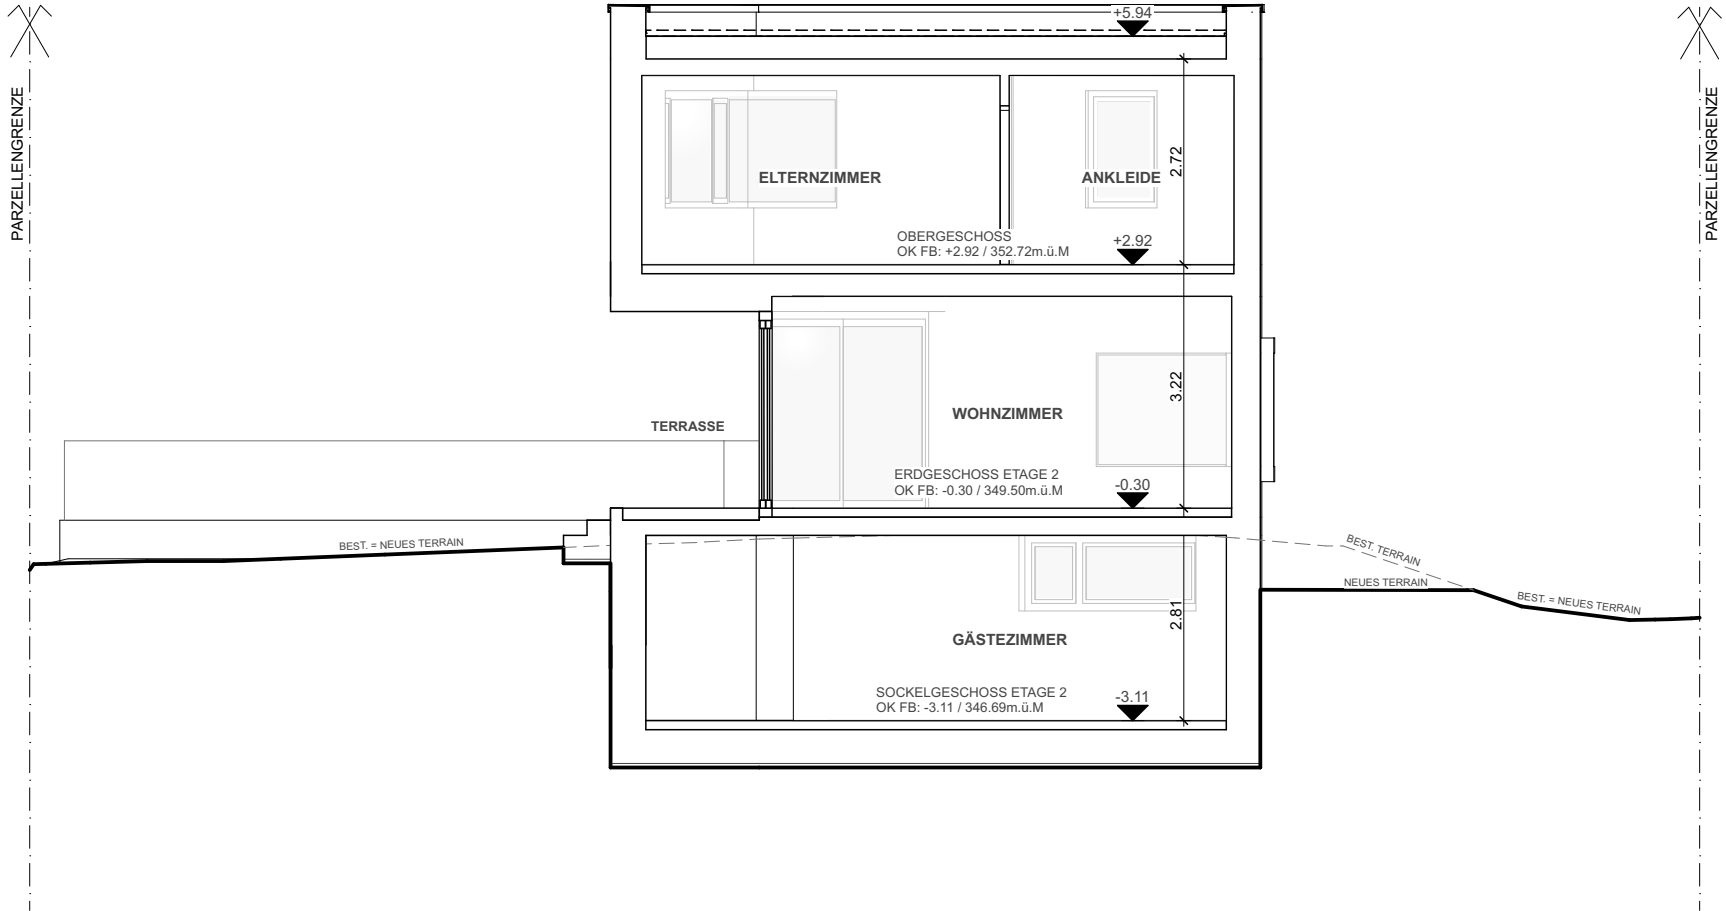 +5.94
PARZELLENGRENZE
PARZELLENGRENZE
2.72
ELTERNZIMMER
ANKLEIDE
OBERGESCHOSS
OK FB: +2.92 / 352.72m.ü.M
+2.92
3.22
WOHNZIMMER
TERRASSE
ERDGESCHOSS ETAGE 2
OK FB: -0.30 / 349.50m.ü.M
-0.30
BEST. = NEUES TERRAIN
BEST. TERRAIN
NEUES TERRAIN
BEST. = NEUES TERRAIN
2.81
GÄSTEZIMMER
SOCKELGESCHOSS ETAGE 2
OK FB: -3.11 / 346.69m.ü.M
-3.11